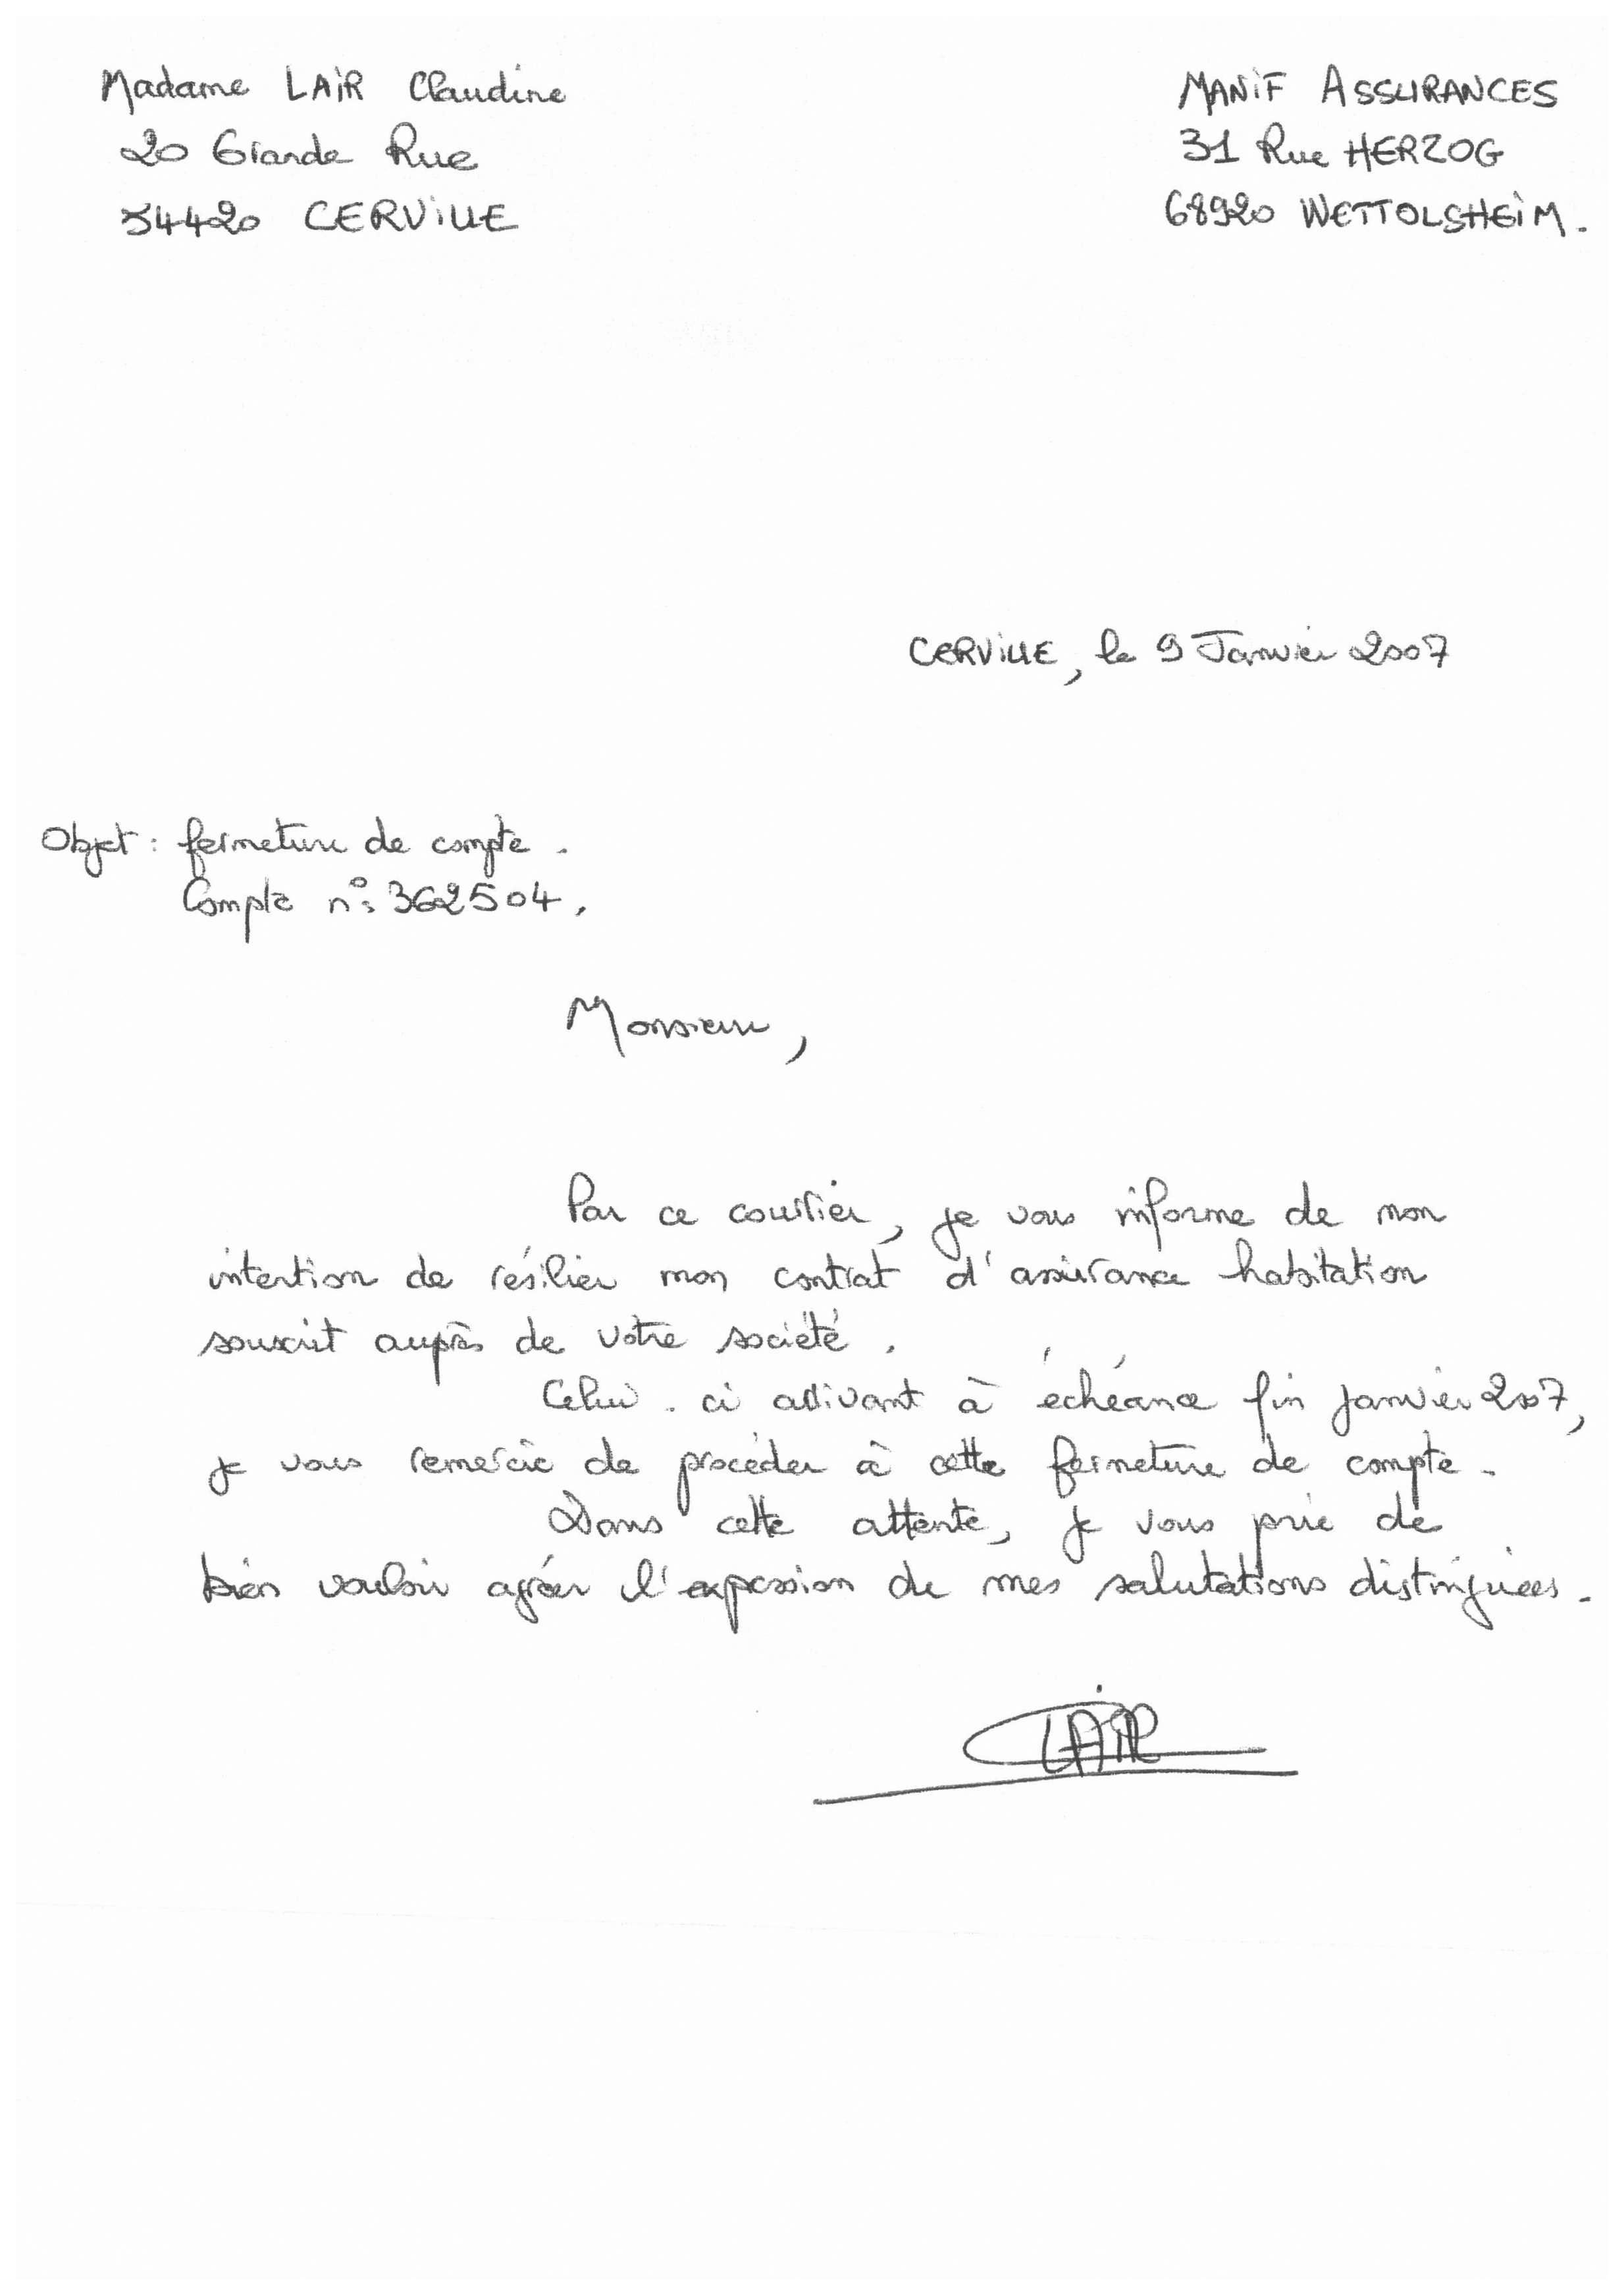 Madame LAIR Claudine
20 Grande Rue
54420 CERVILLE
MANIF ASSURANCES
31 Rue HERZOG
68920 WETTOLSHEIM.
CERVILLE, le 9 Janvier 2007
Objet : fermeture de compte.
Compte n°: 362504.
Monsieur,
Par ce courrier, je vous informe de mon
intention de résilier mon contrat d'assurance habitation
souscrit auprès de votre société.
Celui-ci arrivant à échéance fin janvier 2007,
je vous remercie de procéder à cette fermeture de compte.
Dans cette attente, je vous prie de
bien vouloir agréer l'expession de mes salutations distinguées.
LAIR